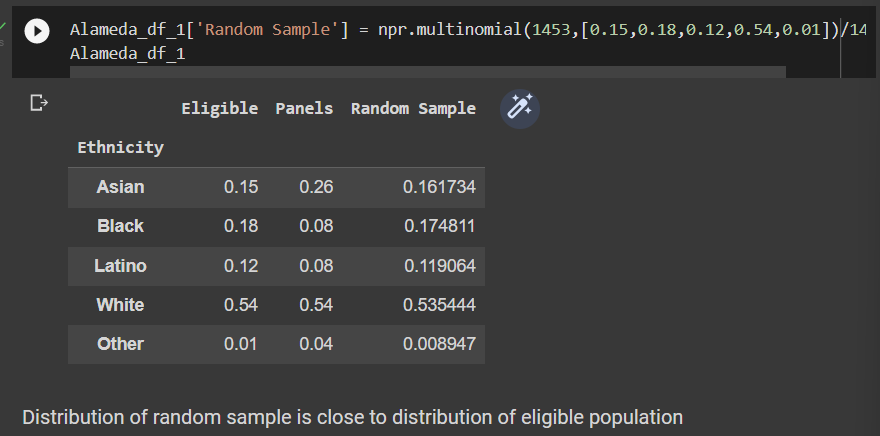 Alameda_df_1['Random Sample'] = npr.multinomial(1453,[0.15,0.18,0.12,0.54,0.01])/14
Alameda_df_1
Eligible Panels Random Sample
Ethnicity
Asian 0.15 0.26 0.161734
Black 0.18 0.08 0.174811
Latino 0.12 0.08 0.119064
White 0.54 0.54 0.535444
Other 0.01 0.04 0.008947
Distribution of random sample is close to distribution of eligible population